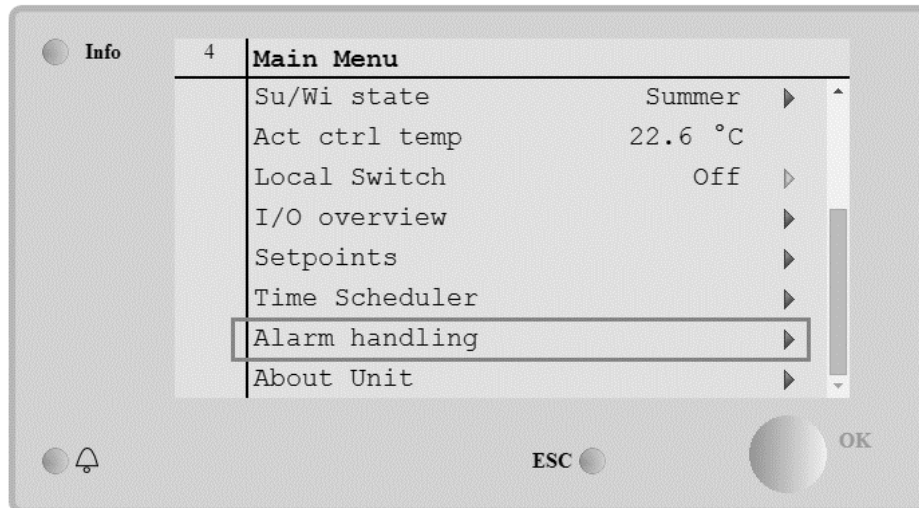 Info
4 Main Menu
Su/Wi state Summer
Act ctrl temp 22.6 °C
Local Switch Off
I/O overview
Setpoints
Time Scheduler
Alarm handling
About Unit
ESC
OK